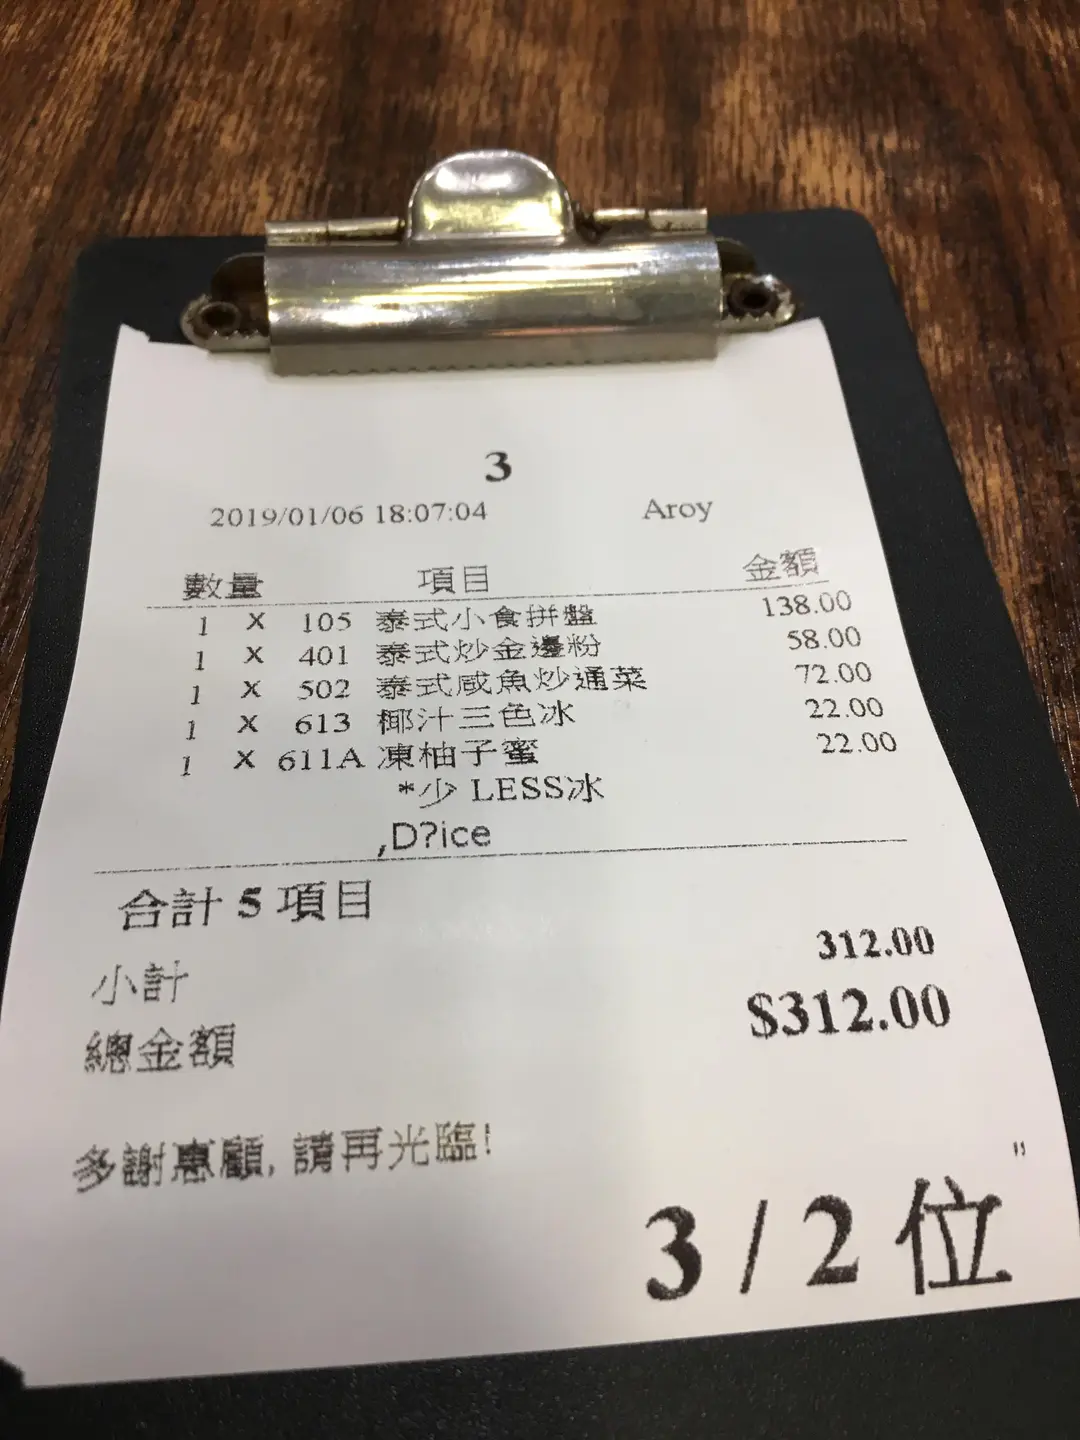 3
2019/01/06 18:07:04 Aroy
數量 項目 金額
1 X 105 泰式小食拼盤 138.00
1 X 401 泰式炒金邊粉 58.00
1 X 502 泰式咸魚炒通菜 72.00
1 X 613 椰汁三色冰 22.00
1 X 611A 凍柚子蜜 22.00
*少 LESS冰
,D?ice
合計 5 項目
小計 312.00
總金額 $312.00
多謝惠顧, 請再光臨!
"
3 / 2 位